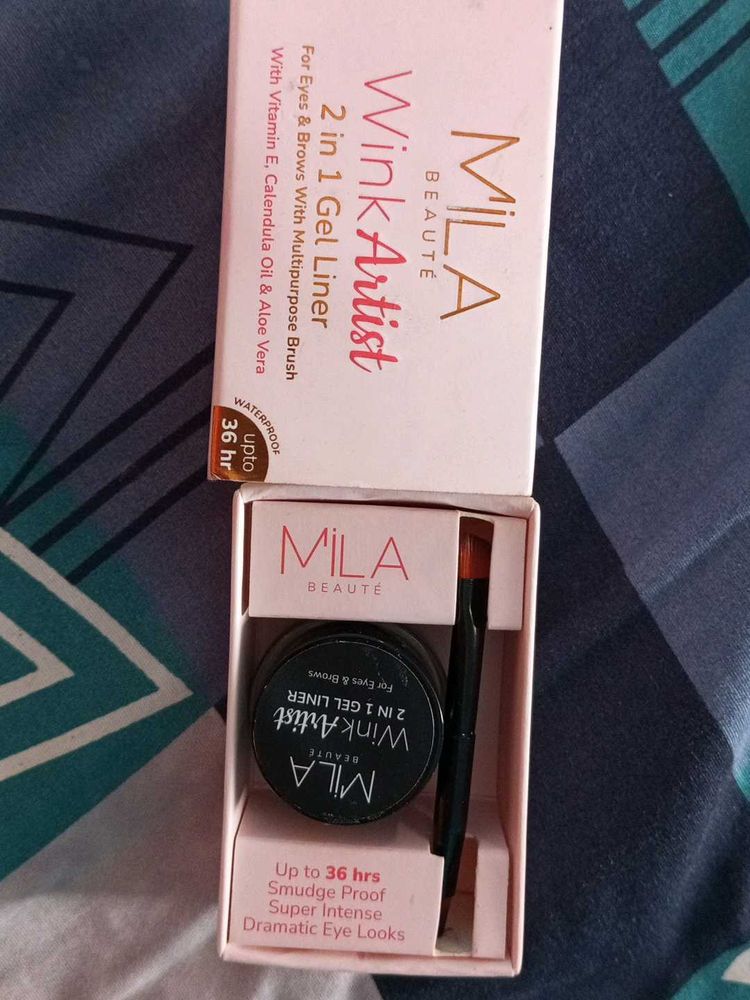 MiLA
BEAUTÉ
Wink Artist
2 in 1 Gel Liner
For Eyes & Brows With Multipurpose Brush
With Vitamin E, Calendula Oil & Aloe Vera
WATERPROOF
upto
36 hr
MiLA
BEAUTÉ
MiLA
BEAUTÉ
Wink Artist
2 IN 1 GEL LINER
For Eyes & Brows
Up to 36 hrs
Smudge Proof
Super Intense
Dramatic Eye Looks